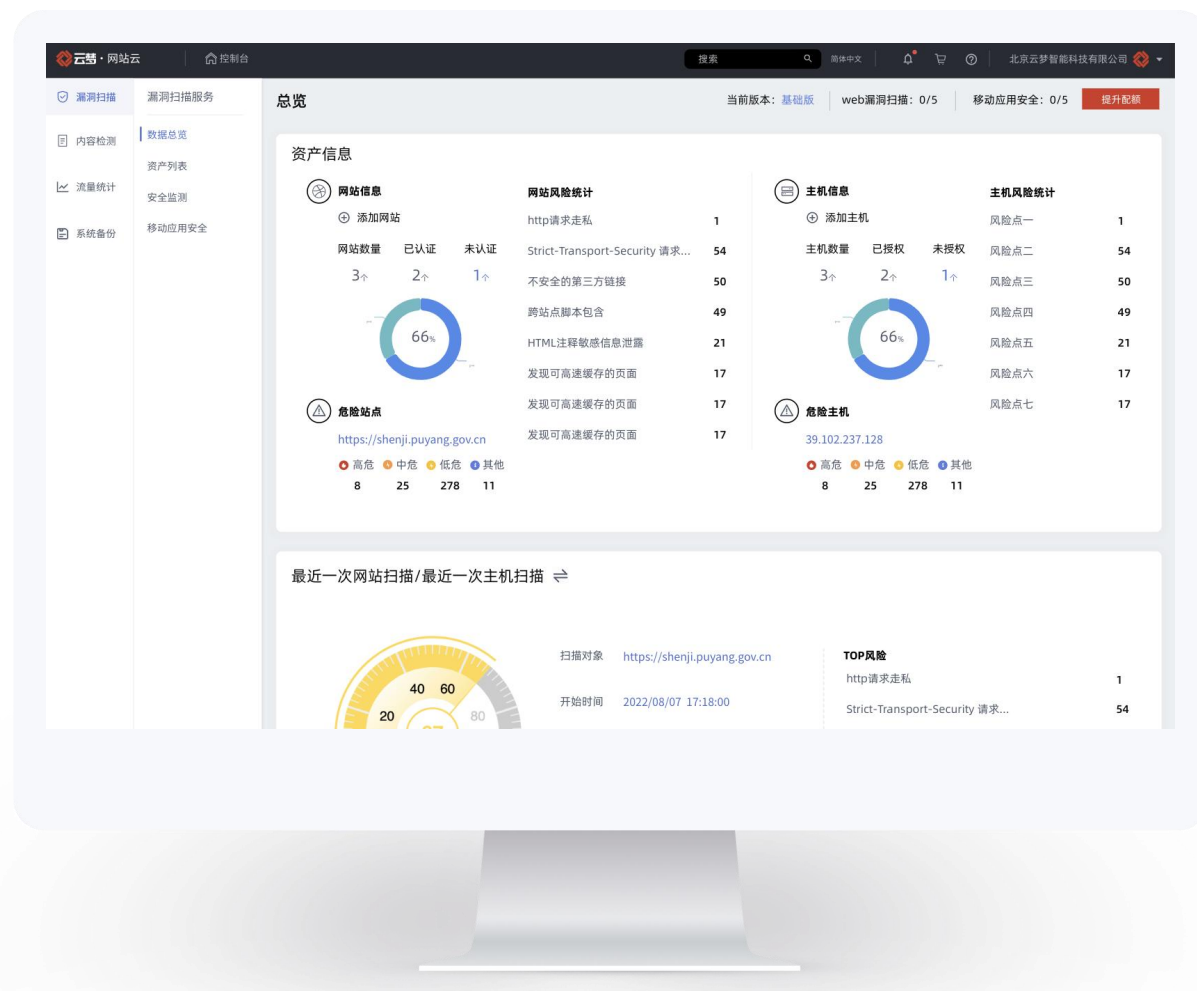 云梦·网站云 控制台 搜索 简体中文 北京云梦智能科技有限公司
漏洞扫描
内容检测
流量统计
系统备份
漏洞扫描服务
数据总览
资产列表
安全监测
移动应用安全
总览 当前版本: 基础版 web漏洞扫描: 0/5 移动应用安全: 0/5 提升配额
资产信息
网站信息
添加网站
网站数量 已认证 未认证
3个 2个 1个
66%
危险站点
https://shenji.puyang.gov.cn
高危 中危 低危 其他
8 25 278 11
网站风险统计
http请求走私 1
Strict-Transport-Security 请求... 54
不安全的第三方链接 50
跨站点脚本包含 49
HTML注释敏感信息泄露 21
发现可高速缓存的页面 17
发现可高速缓存的页面 17
发现可高速缓存的页面 17
主机信息
添加主机
主机数量 已授权 未授权
3个 2个 1个
66%
危险主机
39.102.237.128
高危 中危 低危 其他
8 25 278 11
主机风险统计
风险点一 1
风险点二 54
风险点三 50
风险点四 49
风险点五 21
风险点六 17
风险点七 17
最近一次网站扫描/最近一次主机扫描
40 60
20 80
扫描对象 https://shenji.puyang.gov.cn
开始时间 2022/08/07 17:18:00
TOP风险
http请求走私 1
Strict-Transport-Security 请求... 54